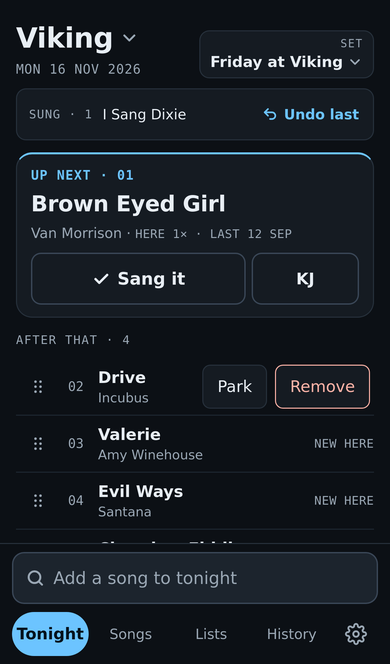 Viking
MON 16 NOV 2026
SET
Friday at Viking
SUNG · 1 I Sang Dixie
Undo last
UP NEXT · 01
Brown Eyed Girl
Van Morrison · HERE 1× · LAST 12 SEP
Sang it
KJ
AFTER THAT · 4
02 Drive
Incubus
Park
Remove
03 Valerie
Amy Winehouse
NEW HERE
04 Evil Ways
Santana
NEW HERE
Add a song to tonight
Tonight Songs Lists History